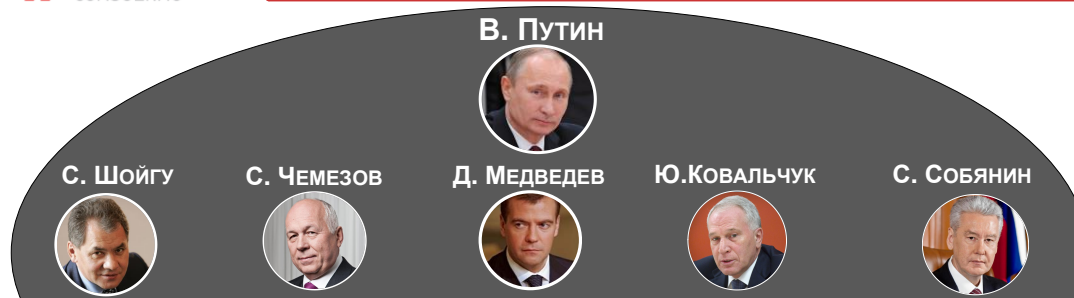 В. Путин
С. Шойгу С. Чемезов Д. Медведев Ю.Ковальчук С. Собянин